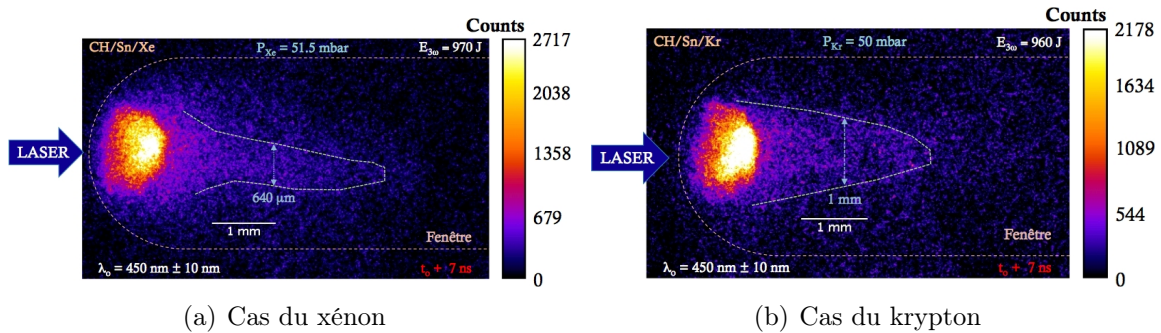 Counts
2717
2038
1358
679
0
CH/Sn/Xe
P_Xe = 51.5 mbar
E_3ω = 970 J
LASER
640 µm
1 mm
Fenêtre
λ_o = 450 nm ± 10 nm
t_o + 7 ns
(a) Cas du xénon
Counts
2178
1634
1089
544
0
CH/Sn/Kr
P_Kr = 50 mbar
E_3ω = 960 J
LASER
1 mm
1 mm
Fenêtre
λ_o = 450 nm ± 10 nm
t_o + 7 ns
(b) Cas du krypton